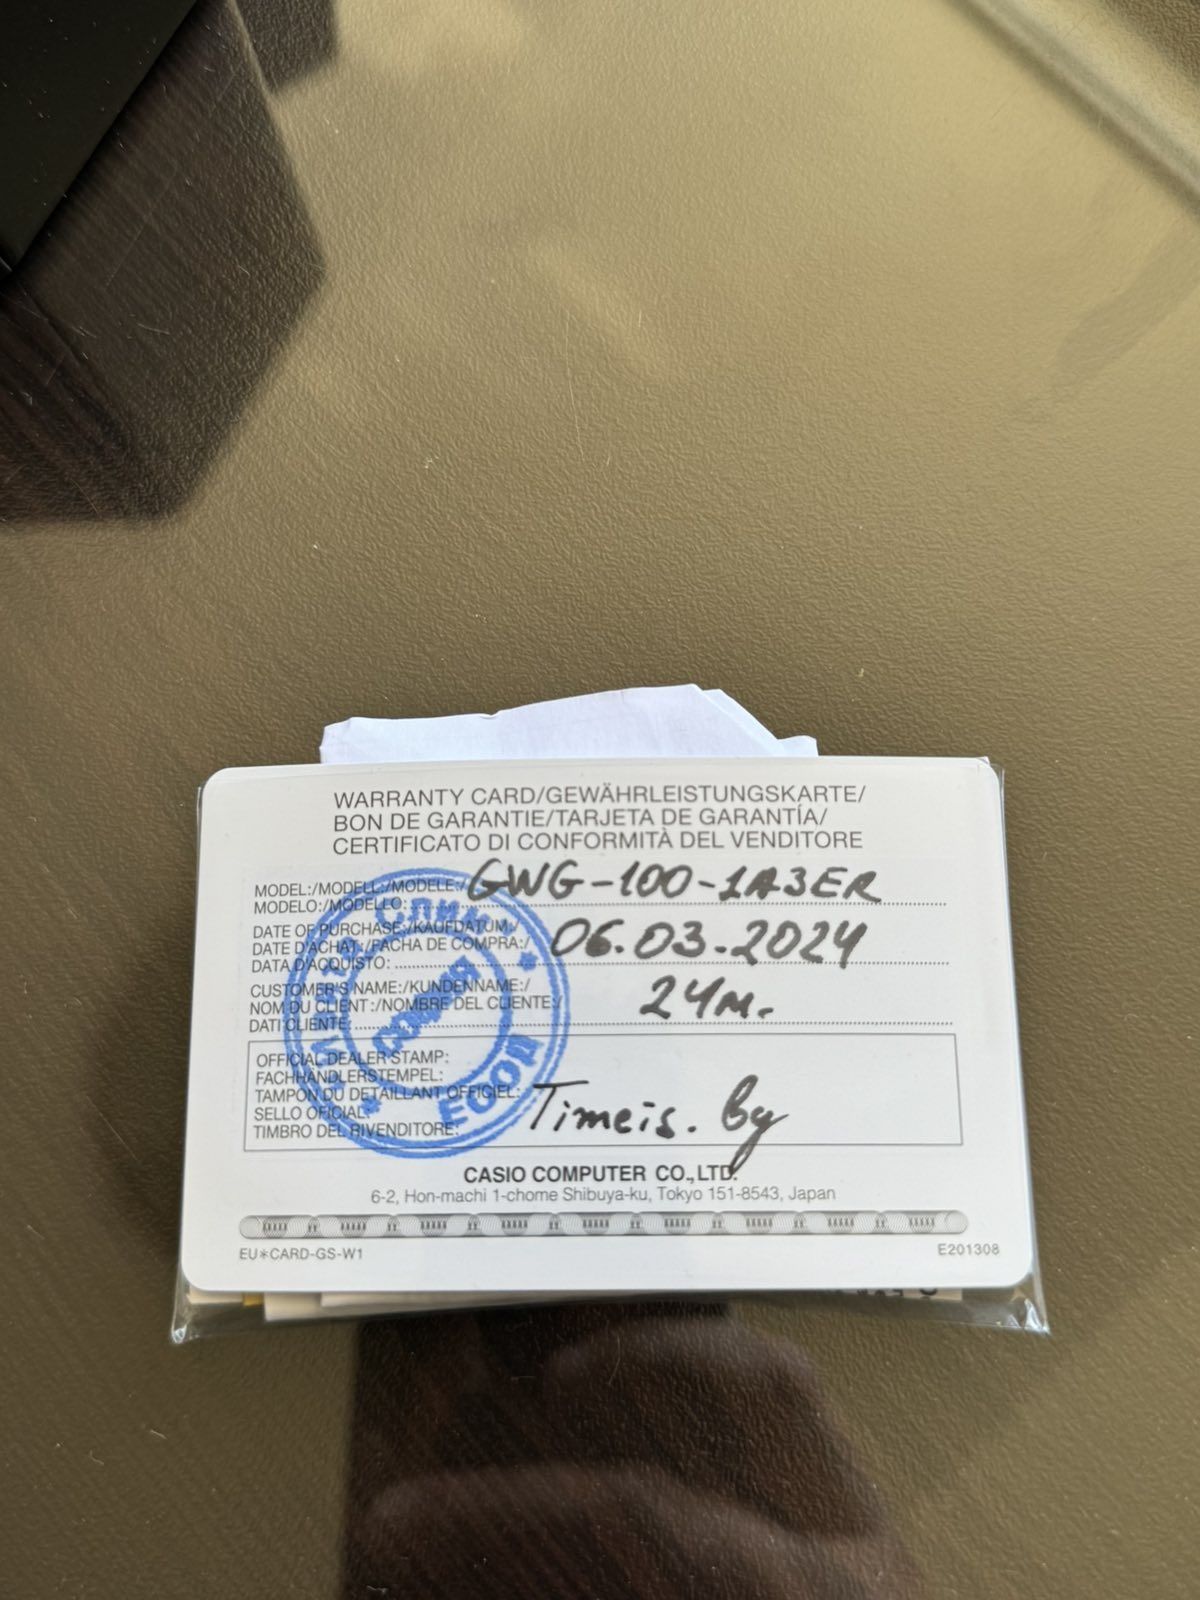 WARRANTY CARD/GEWÄHRLEISTUNGSKARTE/
BON DE GARANTIE/TARJETA DE GARANTÍA/
CERTIFICATO DI CONFORMITÀ DEL VENDITORE
MODEL:/MODELL:/MODELE:/ GWG-100-1A3ER
MODELO:/MODELLO:
DATE OF PURCHASE:/KAUFDATUM:/
DATE D'ACHAT:/FACHA DE COMPRA:/ 06.03.2024
DATA D'ACQUISTO:
CUSTOMER'S NAME:/KUNDENNAME:/
NOM DU CLIENT:/NOMBRE DEL CLIENTE:/ 24м.
DATI CLIENTE:
OFFICIAL DEALER STAMP:
FACHHÄNDLERSTEMPEL:
TAMPON DU DETAILLANT OFFICIEL:
SELLO OFICIAL:
TIMBRO DEL RIVENDITORE:
Timeis.by
СОФИЯ
ЕООД
CASIO COMPUTER CO., LTD.
6-2, Hon-machi 1-chome Shibuya-ku, Tokyo 151-8543, Japan
EU*CARD-GS-W1
E201308